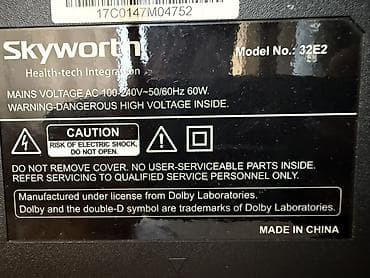 17C0147M04752
Skyworth
Model No.: 32E2
Health-tech Integration
MAINS VOLTAGE AC 100-240V~50/60Hz 60W.
WARNING-DANGEROUS HIGH VOLTAGE INSIDE.
CAUTION
RISK OF ELECTRIC SHOCK,
DO NOT OPEN.
DO NOT REMOVE COVER. NO USER-SERVICEABLE PARTS INSIDE.
REFER SERVICING TO QUALIFIED SERVICE PERSONNEL ONLY.
Manufactured under license from Dolby Laboratories.
Dolby and the double-D symbol are trademarks of Dolby Laboratories.
MADE IN CHINA